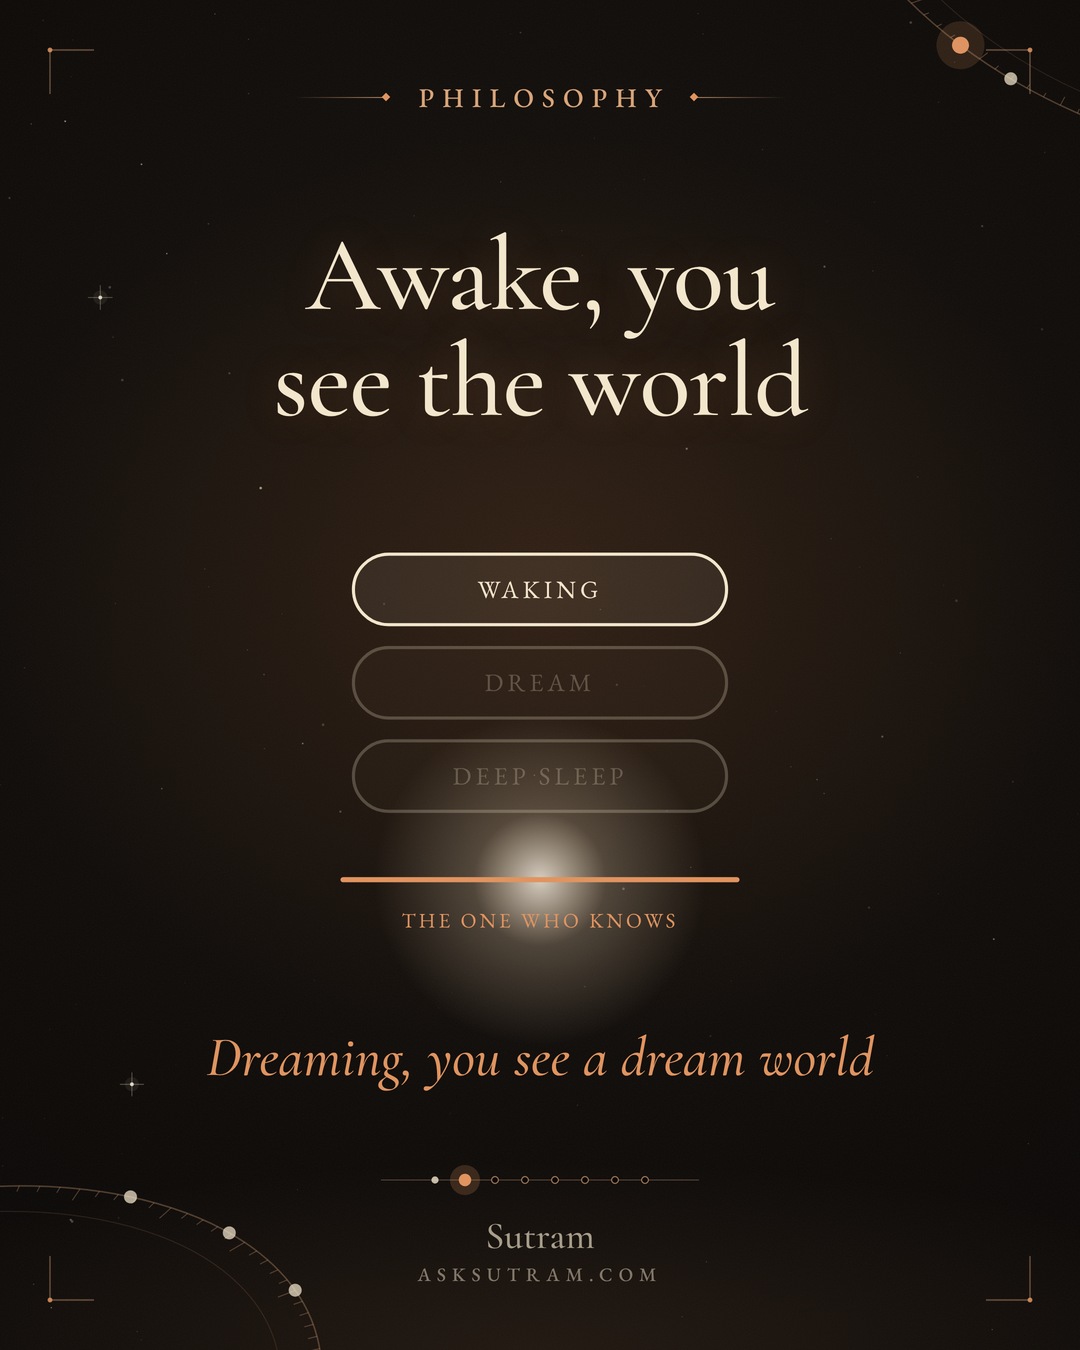 PHILOSOPHY
Awake, you
see the world
WAKING
DREAM
DEEP SLEEP
THE ONE WHO KNOWS
Dreaming, you see a dream world
Sutram
ASKSUTRAM.COM